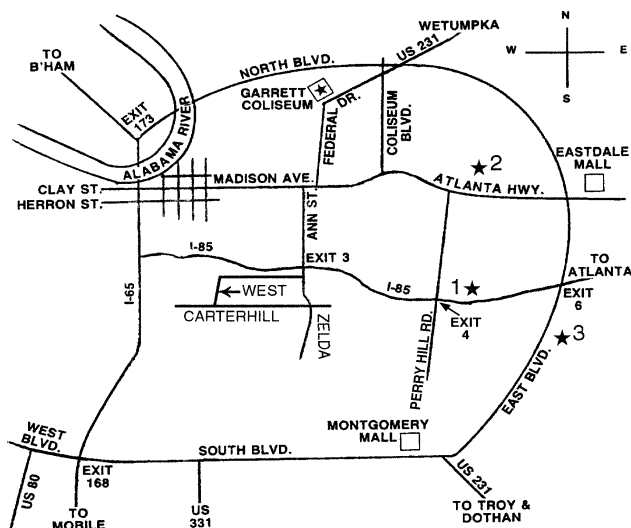 WETUMPKA
US 231
TO
B'HAM
NORTH BLVD.
N
W
E
S
GARRETT
COLISEUM
EXIT
173
FEDERAL DR.
COLISEUM
BLVD.
ALABAMA RIVER
2
EASTDALE
MALL
CLAY ST.
MADISON AVE.
ATLANTA HWY.
HERRON ST.
ANN ST.
I-85
EXIT 3
TO
ATLANTA
I-65
WEST
I-85
1
EXIT
6
CARTERHILL
ZELDA
PERRY HILL RD.
EXIT
4
3
EAST BLVD.
MONTGOMERY
MALL
WEST
BLVD.
SOUTH BLVD.
US 80
EXIT
168
US 231
TO
MOBILE
US
331
TO TROY &
DOTHAN